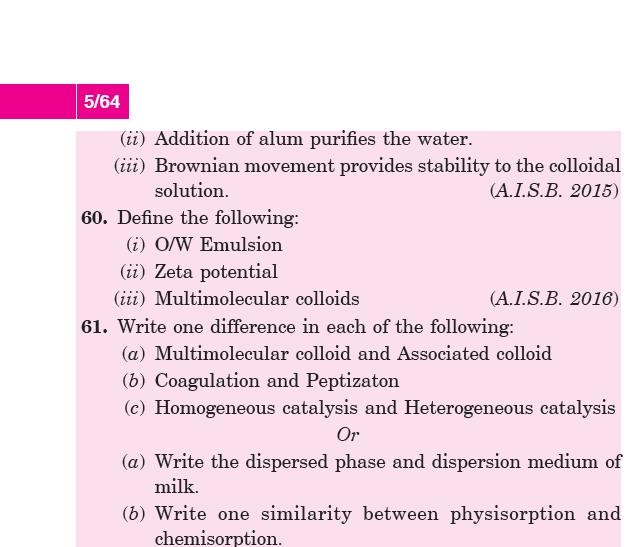 5/64
(ii) Addition of alum purifies the water.
(iii) Brownian movement provides stability to the colloidal
solution. (A.I.S.B. 2015)
60. Define the following:
(i) O/W Emulsion
(ii) Zeta potential
(iii) Multimolecular colloids (A.I.S.B. 2016)
61. Write one difference in each of the following:
(a) Multimolecular colloid and Associated colloid
(b) Coagulation and Peptizaton
(c) Homogeneous catalysis and Heterogeneous catalysis
Or
(a) Write the dispersed phase and dispersion medium of
milk.
(b) Write one similarity between physisorption and
chemisorption.